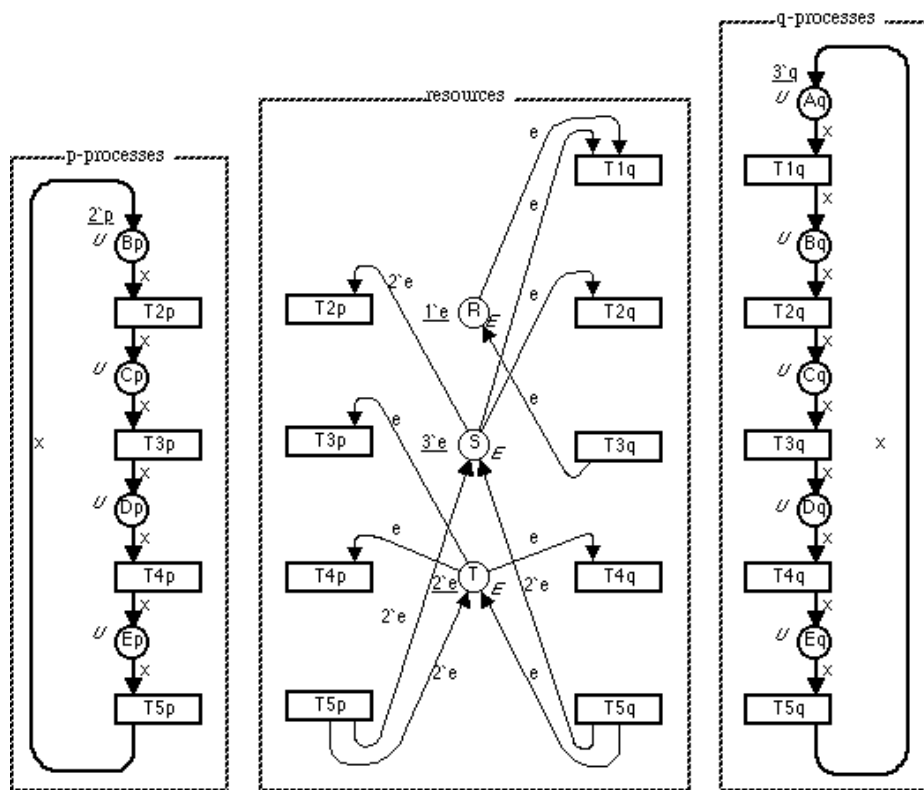 p-processes
2`p
U Bp
x
T2p
x
U Cp
x
T3p
x
x
U Dp
x
T4p
x
U Ep
x
T5p
resources
e
T1q
e
2`e
e
T2p
1`e
R
E
T2q
e
e
T3p
3`e
S
E
T3q
e
e
T4p
2`e
T
E
T4q
2`e
2`e
2`e
e
T5p
T5q
q-processes
3`q
U Aq
x
T1q
x
U Bq
x
T2q
x
U Cq
x
T3q
x
x
U Dq
x
T4q
x
U Eq
x
T5q